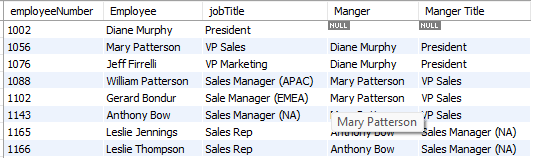 employeeNumber Employee jobTitle Manger Manger Title
1002 Diane Murphy President NULL NULL
1056 Mary Patterson VP Sales Diane Murphy President
1076 Jeff Firrelli VP Marketing Diane Murphy President
1088 William Patterson Sales Manager (APAC) Mary Patterson VP Sales
1102 Gerard Bondur Sale Manager (EMEA) Mary Patterson VP Sales
1143 Anthony Bow Sales Manager (NA) VP Sales
Mary Patterson
1165 Leslie Jennings Sales Rep Anthony Bow Sales Manager (NA)
1166 Leslie Thompson Sales Rep Anthony Bow Sales Manager (NA)